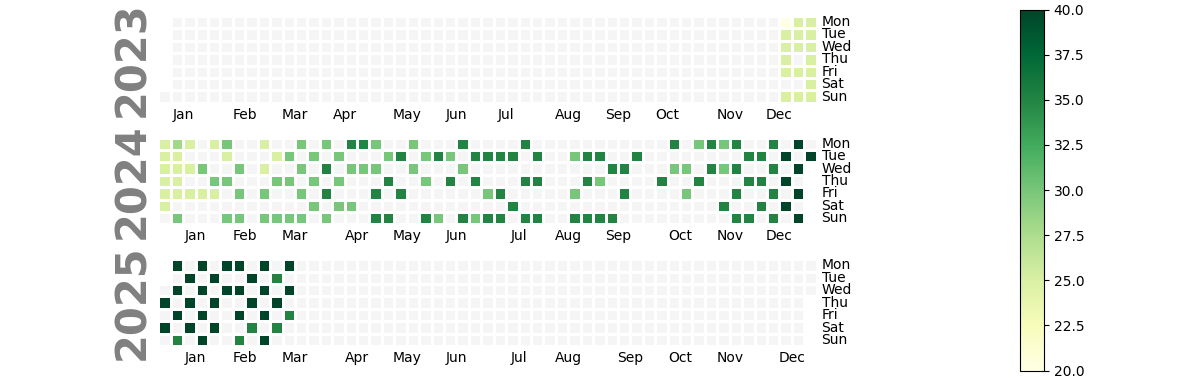 2023
Mon
Tue
Wed
Thu
Fri
Sat
Sun
Jan Feb Mar Apr May Jun Jul Aug Sep Oct Nov Dec
2024
Mon
Tue
Wed
Thu
Fri
Sat
Sun
Jan Feb Mar Apr May Jun Jul Aug Sep Oct Nov Dec
2025
Mon
Tue
Wed
Thu
Fri
Sat
Sun
Jan Feb Mar Apr May Jun Jul Aug Sep Oct Nov Dec
40.0
37.5
35.0
32.5
30.0
27.5
25.0
22.5
20.0